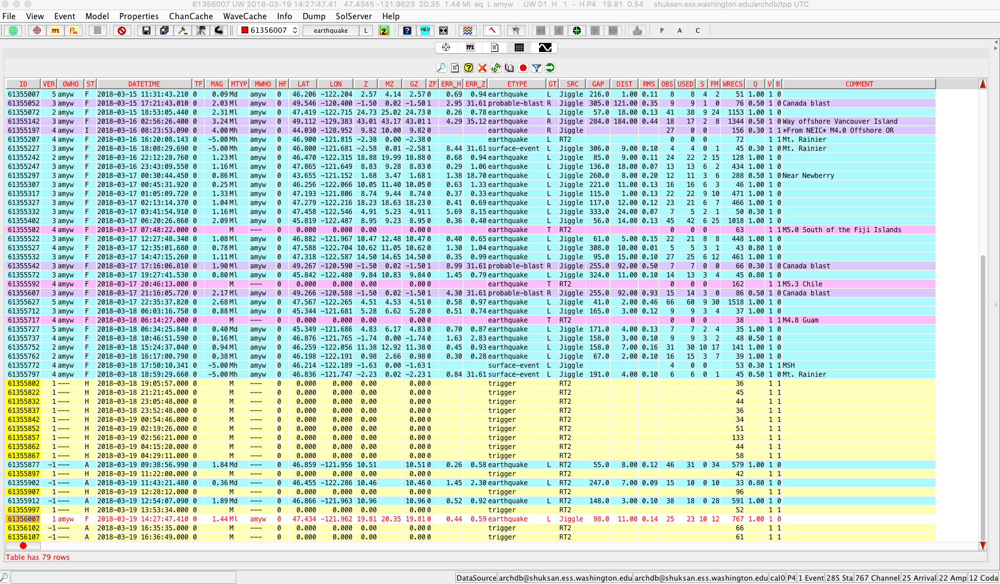 61356007 UW 2018-03-19 14:27:47.41 47.4345 -121.9623 20.35 1.44 Ml eq L amyw UW 01 H 1 - H P4 19.81 0.54 shuksan.ess.washington.edu/archdb/tpp UTC
File View Event Model Properties ChanCache WaveCache Info Dump SolServer Help
61356007 earthquake L P A C
ID VER OWHO ST DATETIME TF MAG MTYP MWHO HF LAT LON Z MZ GZ ZF ERR_H ERR_Z ETYPE GT SRC GAP DIST RMS OBS USED S FM WRECS Q V B COMMENT
61355007 5 amyw F 2018-03-15 11:31:43.210 0 0.09 Md amyw 0 46.206 -122.204 2.57 4.14 2.57 0 0.69 0.94 earthquake L Jiggle 216.0 1.00 0.11 8 8 4 2 51 1.00 1 0
61355052 3 amyw F 2018-03-15 17:21:43.010 0 2.03 Ml amyw 0 49.546 -120.400 -1.50 0.02 -1.50 1 2.95 31.61 probable-blast R Jiggle 305.0 121.00 0.35 9 9 1 0 76 0.50 1 0 Canada blast
61355072 2 amyw F 2018-03-15 18:53:05.440 0 2.31 Ml amyw 0 47.419 -122.715 24.73 25.02 24.73 0 0.26 0.78 earthquake L Jiggle 57.0 18.00 0.13 41 38 9 24 1153 1.00 1 0
61355142 3 amyw F 2018-03-16 02:56:26.400 0 3.24 Ml amyw 0 49.112 -129.383 43.01 43.17 43.01 1 4.29 35.12 earthquake R Jiggle 284.0 184.00 0.44 18 17 2 8 1344 0.50 1 0 Way offshore Vancouver Island
61355197 4 amyw I 2018-03-16 08:23:53.090 0 4.00 Mh amyw 0 44.030 -128.952 9.82 10.00 9.82 0 earthquake R Jiggle 27 0 0 156 0.30 1 1 *From NEIC* M4.0 Offshore OR
61355207 4 amyw F 2018-03-16 16:20:08.143 0 -5.00 Mh amyw 0 46.900 -121.815 -2.38 0.00 -2.38 0 earthquake L RT2 0 0 0 72 1 1 Mt. Rainier
61355227 4 amyw F 2018-03-16 18:08:29.690 0 -5.00 Mh amyw 0 46.800 -121.681 -2.58 0.01 -2.58 1 8.44 31.61 surface-event L Jiggle 306.0 9.00 0.10 4 4 0 1 45 0.30 1 0 Mt. Rainier
61355242 2 amyw F 2018-03-16 22:12:28.760 0 1.23 Ml amyw 0 46.470 -122.315 18.88 19.99 18.88 0 0.68 0.94 earthquake L Jiggle 85.0 9.00 0.11 24 22 2 15 128 1.00 1 0
61355247 2 amyw F 2018-03-16 23:43:09.550 0 1.16 Ml amyw 0 47.865 -121.649 8.83 9.28 8.83 0 0.29 1.06 earthquake L Jiggle 136.0 18.00 0.07 13 13 6 2 434 1.00 1 0
61355297 3 amyw F 2018-03-17 00:30:44.450 0 0.86 Ml amyw 0 43.655 -121.152 1.68 3.47 1.68 1 1.38 18.70 earthquake L Jiggle 260.0 8.00 0.20 12 11 3 6 288 0.50 1 0 Near Newberry
61355307 3 amyw F 2018-03-17 00:45:31.920 0 0.25 Ml amyw 0 46.256 -122.066 10.05 11.40 10.05 0 0.63 1.33 earthquake L Jiggle 221.0 11.00 0.13 16 16 6 3 46 1.00 1 0
61355317 3 amyw F 2018-03-17 01:05:09.720 0 1.33 Ml amyw 0 47.193 -121.806 8.74 9.44 8.74 0 0.37 0.33 earthquake L Jiggle 115.0 1.00 0.13 22 22 9 10 471 1.00 1 0
61355327 3 amyw F 2018-03-17 02:13:14.370 0 1.04 Ml amyw 0 47.279 -122.216 18.23 18.63 18.23 0 0.41 0.69 earthquake L Jiggle 117.0 12.00 0.12 23 21 6 7 466 1.00 1 0
61355332 3 amyw F 2018-03-17 03:41:54.910 0 1.16 Ml amyw 0 47.458 -122.546 4.91 5.23 4.91 1 5.69 8.15 earthquake L Jiggle 333.0 24.00 0.07 7 5 2 1 50 0.30 1 0
61355402 3 amyw F 2018-03-17 06:20:26.860 0 2.09 Ml amyw 0 45.819 -122.487 8.95 9.23 8.95 0 0.36 0.40 earthquake L Jiggle 56.0 14.00 0.13 45 42 6 25 1018 1.00 1 0
61355502 4 amyw F 2018-03-17 07:48:22.000 0 M --- 0 0.000 0.000 0.00 0.00 0 earthquake T RT2 0 0 0 63 1 1 M5.0 South of the Fiji Islands
61355522 3 amyw F 2018-03-17 12:27:48.340 0 1.08 Ml amyw 0 46.882 -121.967 10.47 12.48 10.47 0 0.40 0.65 earthquake L Jiggle 61.0 5.00 0.15 22 21 8 8 448 1.00 1 0
61355527 4 amyw F 2018-03-17 12:35:01.680 0 0.78 Ml amyw 0 47.588 -122.704 10.62 11.05 10.62 0 1.30 1.04 earthquake L Jiggle 308.0 10.00 0.01 5 5 3 1 43 0.80 1 0
61355532 3 amyw F 2018-03-17 14:47:15.260 0 1.11 Ml amyw 0 47.318 -122.587 14.50 14.65 14.50 0 0.35 0.99 earthquake L Jiggle 95.0 15.00 0.10 27 25 6 12 461 1.00 1 0
61355542 3 amyw F 2018-03-17 17:16:06.810 0 1.90 Ml amyw 0 49.267 -120.590 -1.50 0.02 -1.50 1 8.99 31.61 probable-blast R Jiggle 255.0 92.00 0.50 7 7 0 0 66 0.30 1 0 Canada blast
61355572 3 amyw F 2018-03-17 19:27:41.530 0 0.80 Ml amyw 0 45.842 -122.480 9.84 10.83 9.84 0 1.45 0.79 earthquake L Jiggle 324.0 11.00 0.10 14 13 3 4 45 0.80 1 0
61355592 4 amyw F 2018-03-17 20:46:13.000 0 M --- 0 0.000 0.000 0.00 0.00 0 earthquake T RT2 0 0 0 162 1 1 M5.3 Chile
61355607 3 amyw F 2018-03-17 21:16:05.720 0 2.17 Ml amyw 0 49.266 -120.588 -1.50 0.02 -1.50 1 4.30 31.61 probable-blast R Jiggle 255.0 92.00 0.93 15 14 3 0 86 0.50 1 0 Canada blast
61355627 5 amyw F 2018-03-17 22:35:37.820 0 2.68 Ml amyw 0 47.567 -122.265 4.51 4.53 4.51 0 0.58 0.97 earthquake L Jiggle 41.0 2.00 0.46 66 60 9 30 1518 1.00 1 0
61355712 3 amyw F 2018-03-18 06:03:16.750 0 0.88 Ml amyw 0 45.344 -121.681 5.28 6.62 5.28 0 0.51 0.74 earthquake L Jiggle 165.0 3.00 0.12 9 9 3 4 37 1.00 1 0
61355717 4 amyw F 2018-03-18 06:14:27.000 0 M --- 0 0.000 0.000 0.00 0.00 0 earthquake T RT2 0 0 0 38 1 1 M4.8 Guam
61355727 5 amyw F 2018-03-18 06:34:25.840 0 0.40 Md amyw 0 45.349 -121.686 4.83 6.17 4.83 0 0.70 0.87 earthquake L Jiggle 171.0 4.00 0.13 7 7 2 4 35 1.00 1 0
61355737 4 amyw F 2018-03-18 10:46:51.590 0 0.16 Ml amyw 0 46.876 -121.765 -1.74 0.00 -1.74 0 1.63 2.83 earthquake L Jiggle 158.0 3.00 0.10 9 9 3 2 48 0.50 1 0
61355752 2 amyw F 2018-03-18 15:24:37.040 0 0.94 Ml amyw 0 46.259 -122.056 11.38 12.92 11.38 0 0.45 0.93 earthquake L Jiggle 158.0 7.00 0.16 31 30 10 17 141 1.00 1 0
61355762 2 amyw F 2018-03-18 16:17:00.790 0 0.38 Ml amyw 0 46.198 -122.191 0.98 2.66 0.98 0 0.30 0.28 earthquake L Jiggle 67.0 2.00 0.10 16 15 3 7 39 1.00 1 0
61355772 4 amyw F 2018-03-18 17:50:10.341 0 -5.00 Mh amyw 0 46.214 -122.189 -1.63 0.00 -1.63 1 surface-event L Jiggle 4 0 0 53 0.30 1 1 MSH
61355797 4 amyw F 2018-03-18 18:59:29.660 0 -5.00 Mh amyw 0 46.836 -121.747 -2.23 0.02 -2.23 1 0.84 31.61 surface-event L Jiggle 191.0 4.00 0.10 6 6 0 1 45 0.50 1 0 Mt. Rainier
61355802 1 --- H 2018-03-18 19:05:57.000 0 M --- 0 0.000 0.000 0.00 0.00 0 trigger RT2 36 1 1
61355822 1 --- H 2018-03-18 21:21:45.000 0 M --- 0 0.000 0.000 0.00 0.00 0 trigger RT2 45 1 1
61355832 1 --- H 2018-03-18 23:05:48.000 0 M --- 0 0.000 0.000 0.00 0.00 0 trigger RT2 44 1 1
61355837 1 --- H 2018-03-18 23:52:48.000 0 M --- 0 0.000 0.000 0.00 0.00 0 trigger RT2 36 1 1
61355842 1 --- H 2018-03-19 00:54:46.000 0 M --- 0 0.000 0.000 0.00 0.00 0 trigger RT2 34 1 1
61355852 1 --- H 2018-03-19 02:19:26.000 0 M --- 0 0.000 0.000 0.00 0.00 0 trigger RT2 51 1 1
61355857 1 --- H 2018-03-19 02:56:21.000 0 M --- 0 0.000 0.000 0.00 0.00 0 trigger RT2 133 1 1
61355862 1 --- H 2018-03-19 04:15:20.000 0 M --- 0 0.000 0.000 0.00 0.00 0 trigger RT2 44 1 1
61355867 1 --- H 2018-03-19 04:29:11.000 0 M --- 0 0.000 0.000 0.00 0.00 0 trigger RT2 58 1 1
61355877 -1 --- A 2018-03-19 09:38:56.990 0 1.84 Md --- 0 46.859 -121.956 10.51 10.51 0 0.26 0.58 earthquake L RT2 55.0 8.00 0.12 46 31 0 34 579 1.00 1 0
61355897 1 --- H 2018-03-19 11:22:00.000 0 M --- 0 0.000 0.000 0.00 0.00 0 trigger RT2 42 1 1
61355902 -1 --- A 2018-03-19 11:43:21.480 0 0.36 Md --- 0 46.455 -122.286 10.46 10.46 0 1.45 2.30 earthquake L RT2 247.0 7.00 0.09 15 10 0 10 33 0.80 1 0
61355907 1 --- H 2018-03-19 12:28:12.000 0 M --- 0 0.000 0.000 0.00 0.00 0 trigger RT2 96 1 1
61355912 -1 --- A 2018-03-19 12:54:07.090 0 1.89 Md --- 0 46.866 -121.963 10.96 10.96 0 0.52 0.92 earthquake L RT2 148.0 3.00 0.10 38 18 0 28 591 1.00 1 0
61355997 1 --- H 2018-03-19 13:53:34.000 0 M --- 0 0.000 0.000 0.00 0.00 0 trigger RT2 52 1 1
61356007 1 amyw F 2018-03-19 14:27:47.410 0 1.44 Ml amyw 0 47.434 -121.962 19.81 20.35 19.81 0 0.44 0.59 earthquake L Jiggle 98.0 11.00 0.14 25 23 10 12 767 1.00 1 0
61356102 -1 --- A 2018-03-19 16:35:35.000 0 M --- 0 0.000 0.000 0.00 0.00 0 trigger RT2 66 1 1
61356107 -1 --- A 2018-03-19 16:36:49.000 0 M --- 0 0.000 0.000 0.00 0.00 0 trigger RT2 61 1 1
Table has 79 rows
DataSource archdb@shuksan.ess.washington.edu archdb@shuksan.ess.washington.edu cal0 P4 1 Event 285 Sta 767 Channel 25 Arrival 22 Amp 12 Coda